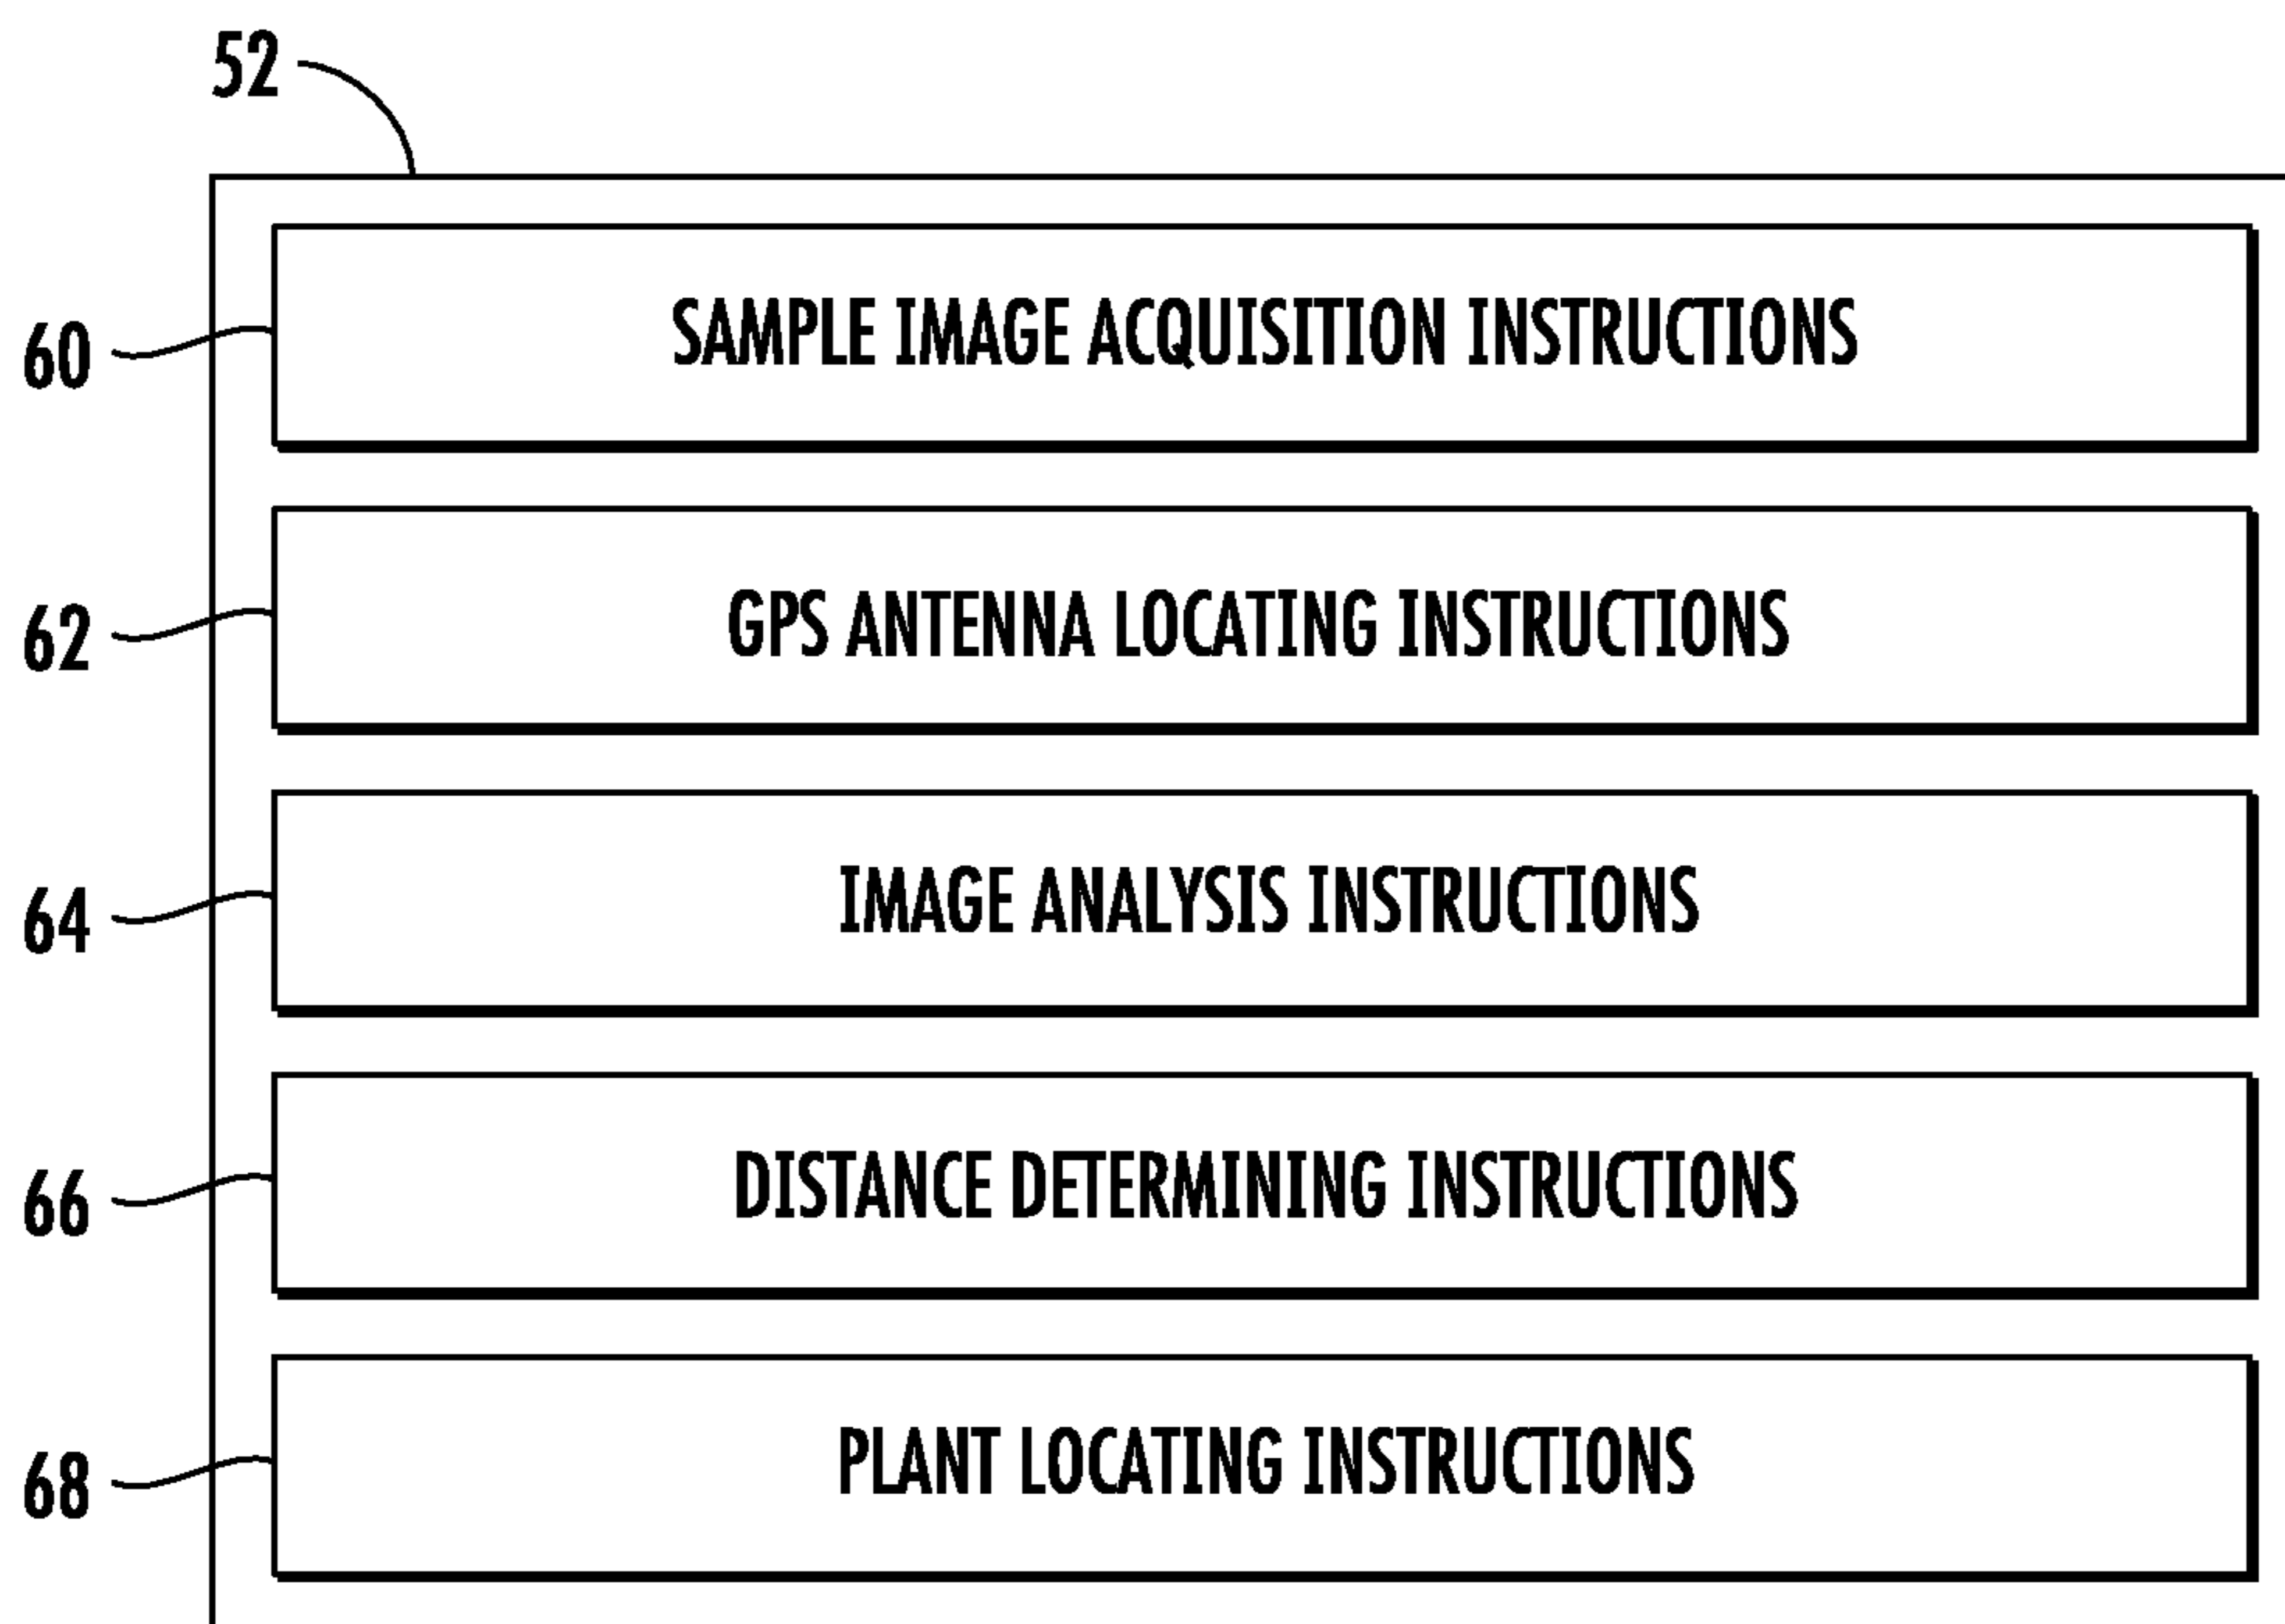 52
60 SAMPLE IMAGE ACQUISITION INSTRUCTIONS
62 GPS ANTENNA LOCATING INSTRUCTIONS
64 IMAGE ANALYSIS INSTRUCTIONS
66 DISTANCE DETERMINING INSTRUCTIONS
68 PLANT LOCATING INSTRUCTIONS